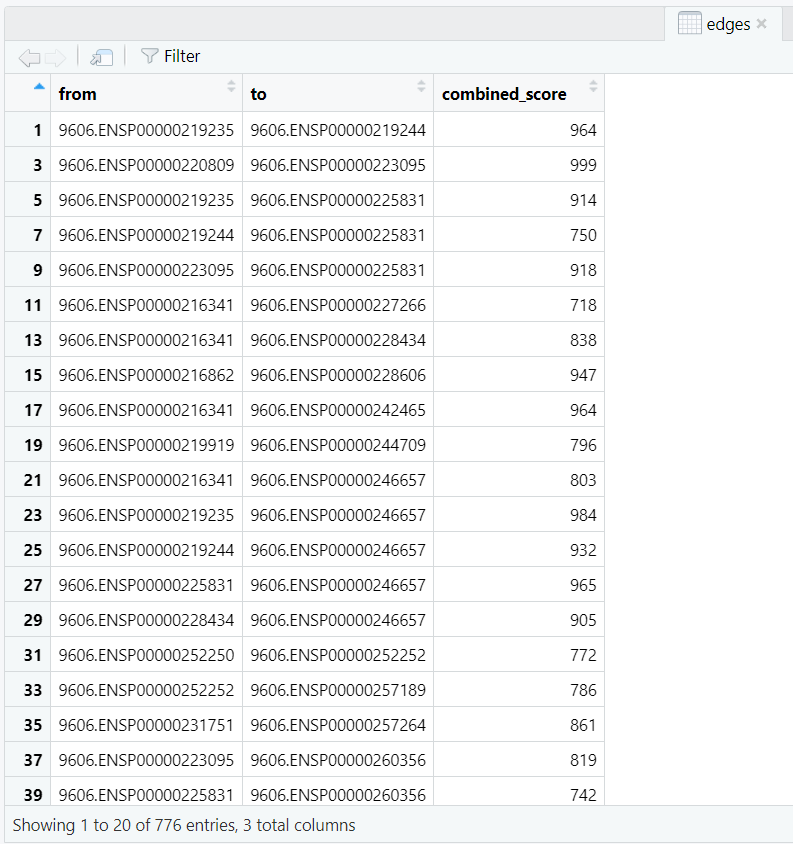 edges
Filter
from to combined_score
1 9606.ENSP00000219235 9606.ENSP00000219244 964
3 9606.ENSP00000220809 9606.ENSP00000223095 999
5 9606.ENSP00000219235 9606.ENSP00000225831 914
7 9606.ENSP00000219244 9606.ENSP00000225831 750
9 9606.ENSP00000223095 9606.ENSP00000225831 918
11 9606.ENSP00000216341 9606.ENSP00000227266 718
13 9606.ENSP00000216341 9606.ENSP00000228434 838
15 9606.ENSP00000216862 9606.ENSP00000228606 947
17 9606.ENSP00000216341 9606.ENSP00000242465 964
19 9606.ENSP00000219919 9606.ENSP00000244709 796
21 9606.ENSP00000216341 9606.ENSP00000246657 803
23 9606.ENSP00000219235 9606.ENSP00000246657 984
25 9606.ENSP00000219244 9606.ENSP00000246657 932
27 9606.ENSP00000225831 9606.ENSP00000246657 965
29 9606.ENSP00000228434 9606.ENSP00000246657 905
31 9606.ENSP00000252250 9606.ENSP00000252252 772
33 9606.ENSP00000252252 9606.ENSP00000257189 786
35 9606.ENSP00000231751 9606.ENSP00000257264 861
37 9606.ENSP00000223095 9606.ENSP00000260356 819
39 9606.ENSP00000225831 9606.ENSP00000260356 742
Showing 1 to 20 of 776 entries, 3 total columns